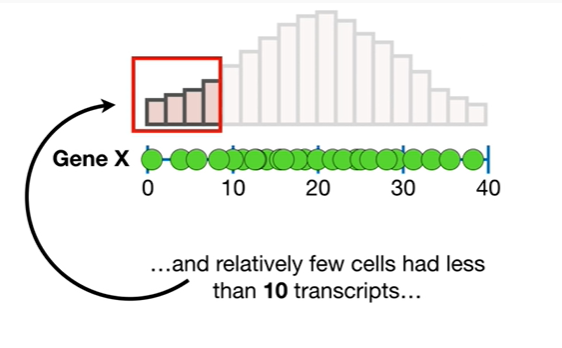 Gene X
0 10 20 30 40
...and relatively few cells had less
than 10 transcripts...